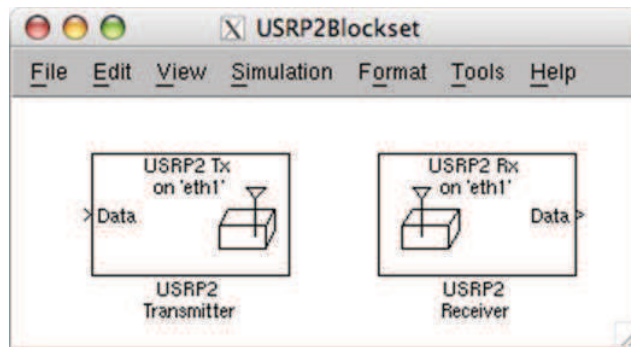 USRP2Blockset
File Edit View Simulation Format Tools Help
USRP2 Tx
on 'eth1'
>Data
USRP2
Transmitter
USRP2 Rx
on 'eth1'
Data>
USRP2
Receiver